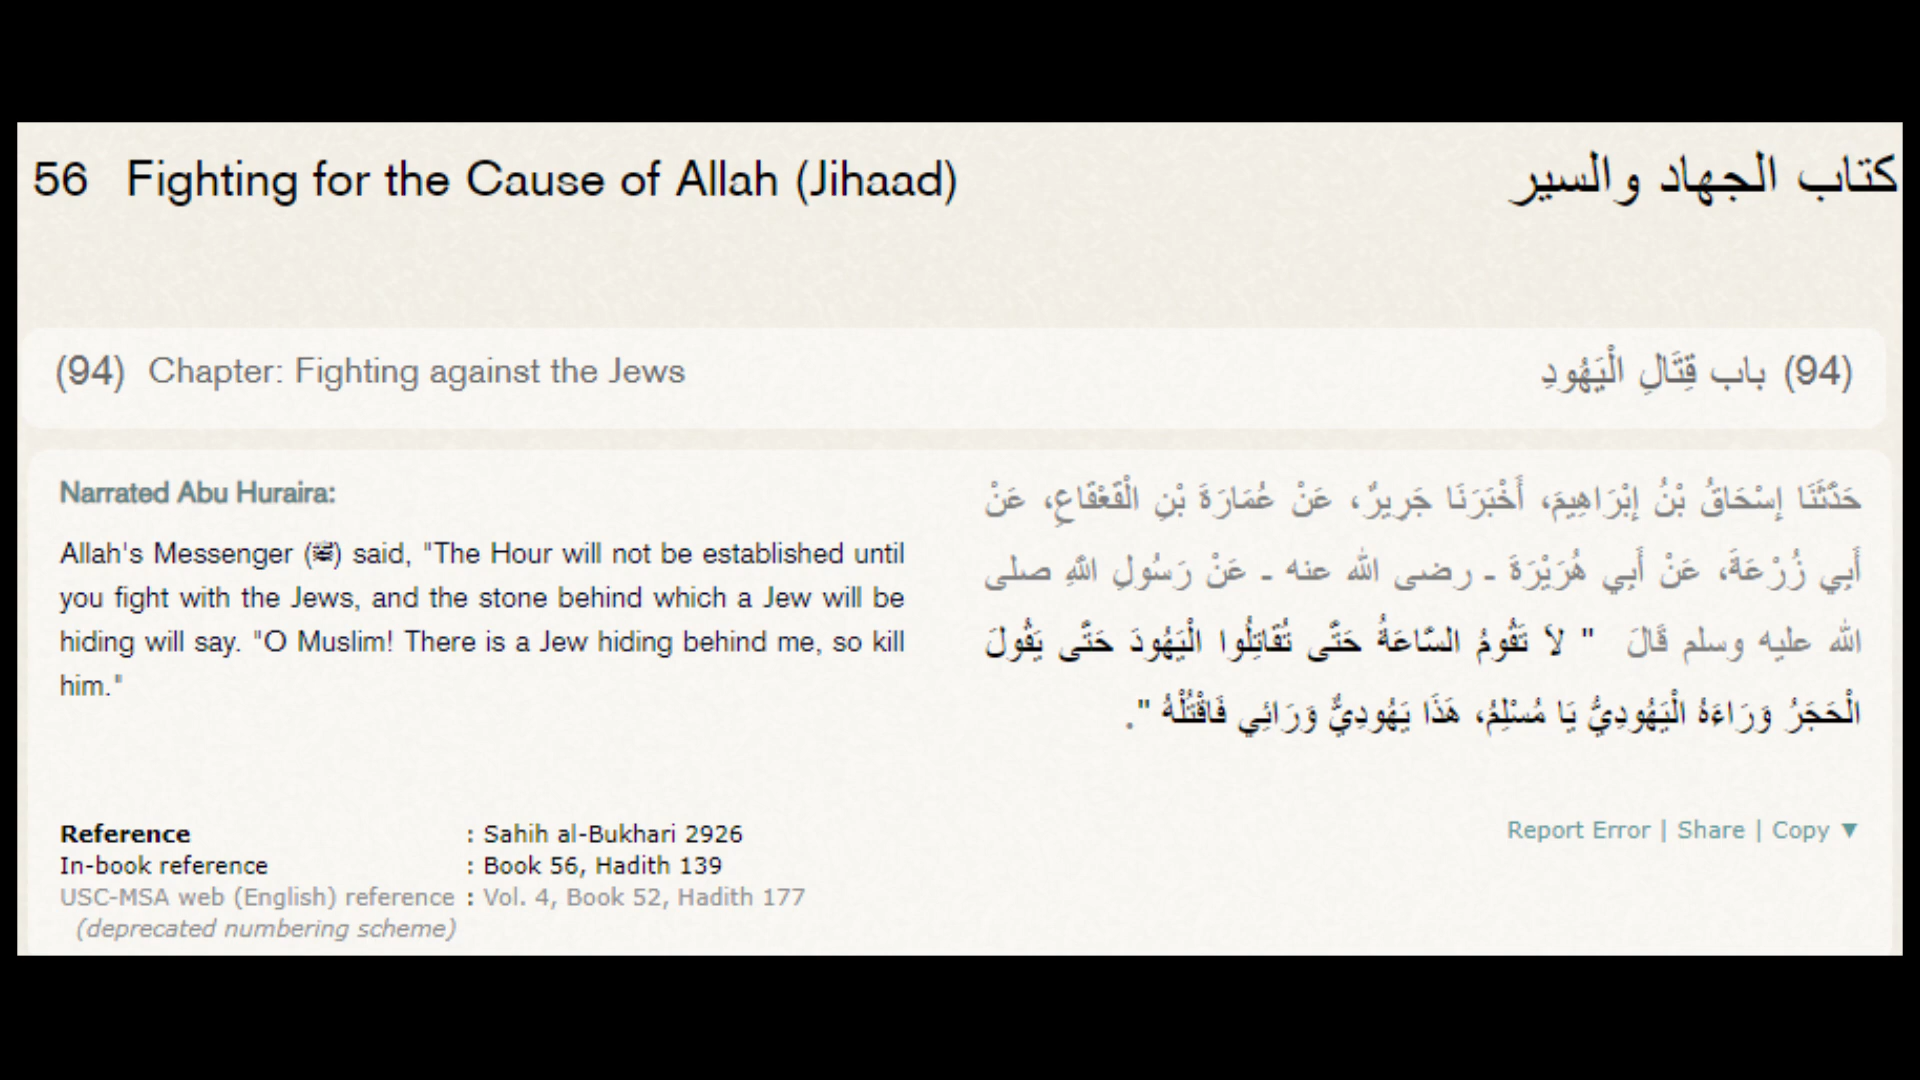 56 Fighting for the Cause of Allah (Jihaad)
كتاب الجهاد والسير
(94) Chapter: Fighting against the Jews
(94) باب قِتَالِ الْيَهُودِ
Narrated Abu Huraira:
Allah's Messenger (ﷺ) said, "The Hour will not be established until
you fight with the Jews, and the stone behind which a Jew will be
hiding will say. "O Muslim! There is a Jew hiding behind me, so kill
him."
حَدَّثَنَا إِسْحَاقُ بْنُ إِبْرَاهِيمَ، أَخْبَرَنَا جَرِيرٌ، عَنْ عُمَارَةَ بْنِ الْقَعْقَاعِ، عَنْ
أَبِي زُرْعَةَ، عَنْ أَبِي هُرَيْرَةَ ـ رضى الله عنه ـ عَنْ رَسُولِ اللَّهِ صلى
الله عليه وسلم قَالَ " لاَ تَقُومُ السَّاعَةُ حَتَّى تُقَاتِلُوا الْيَهُودَ حَتَّى يَقُولَ
الْحَجَرُ وَرَاءَهُ الْيَهُودِيُّ يَا مُسْلِمُ، هَذَا يَهُودِيٌّ وَرَائِي فَاقْتُلْهُ ".
Reference : Sahih al-Bukhari 2926
In-book reference : Book 56, Hadith 139
USC-MSA web (English) reference : Vol. 4, Book 52, Hadith 177
(deprecated numbering scheme)
Report Error | Share | Copy ▼